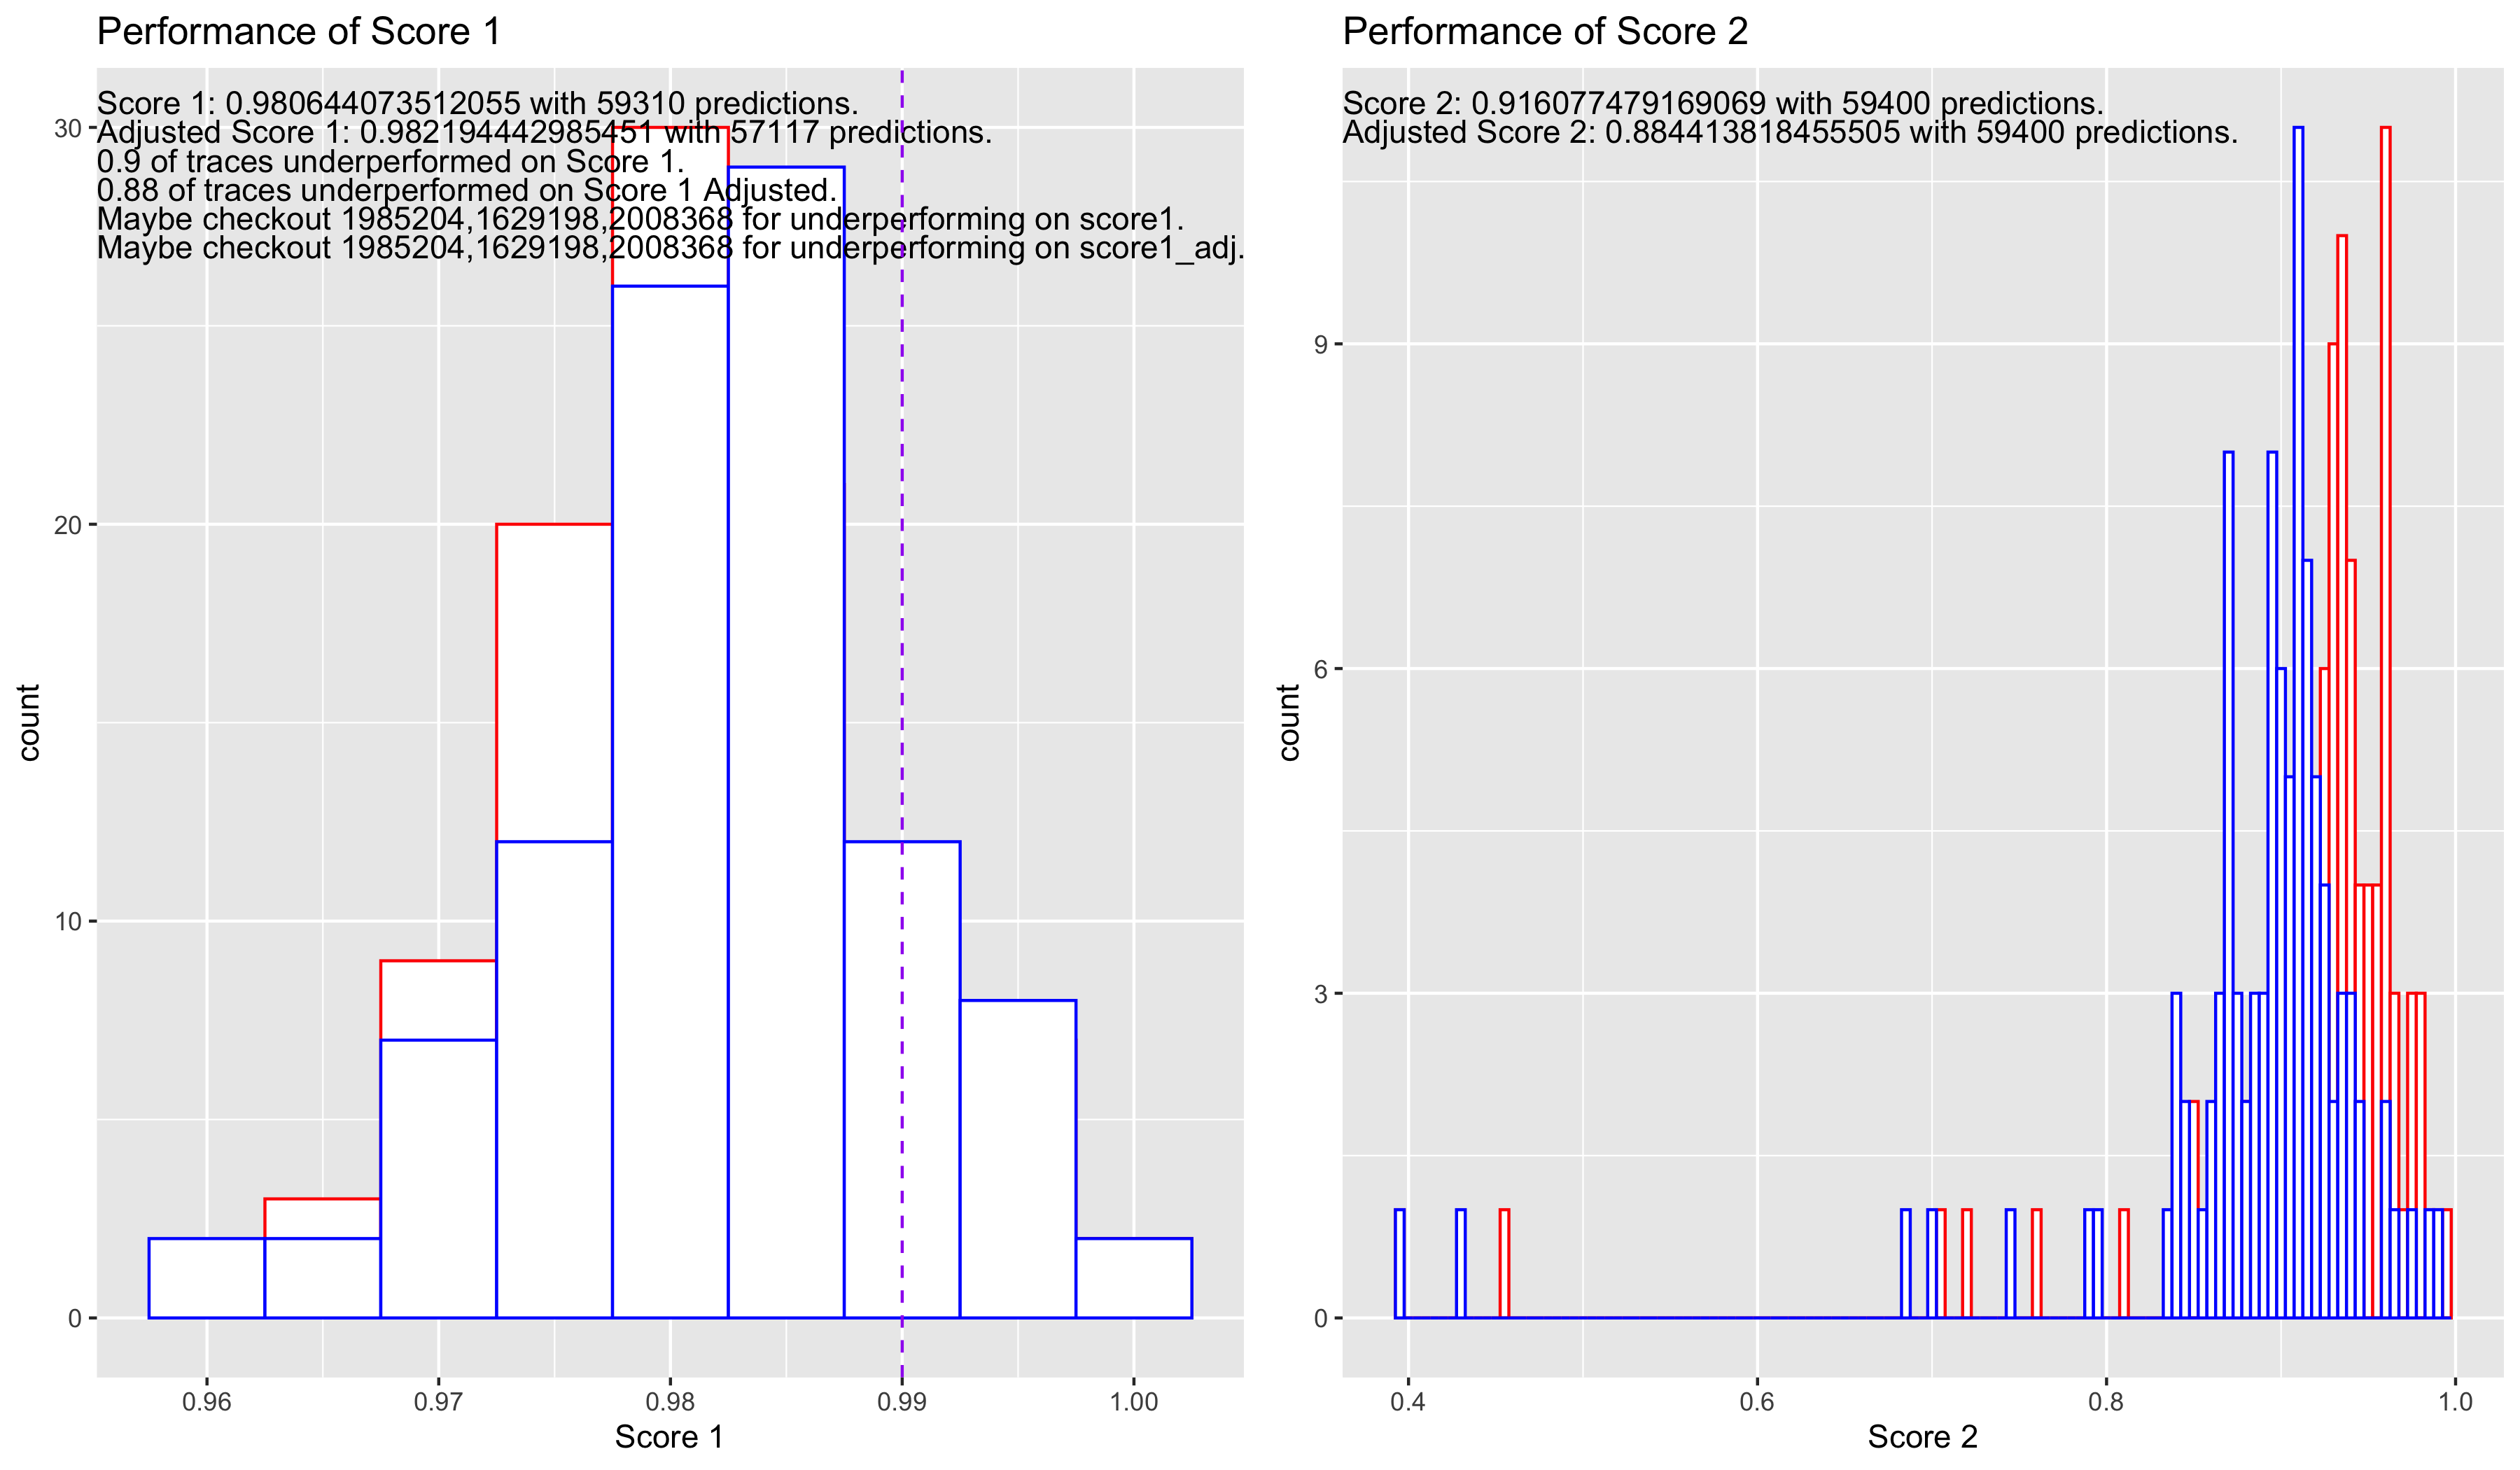 Performance of Score 1
Score 1: 0.980644073512055 with 59310 predictions.
Adjusted Score 1: 0.982194442985451 with 57117 predictions.
0.9 of traces underperformed on Score 1.
0.88 of traces underperformed on Score 1 Adjusted.
Maybe checkout 1985204,1629198,2008368 for underperforming on score1.
Maybe checkout 1985204,1629198,2008368 for underperforming on score1_adj.
30
20
10
0
count
0.96 0.97 0.98 0.99 1.00
Score 1
Performance of Score 2
Score 2: 0.916077479169069 with 59400 predictions.
Adjusted Score 2: 0.884413818455505 with 59400 predictions.
9
6
3
0
count
0.4 0.6 0.8 1.0
Score 2